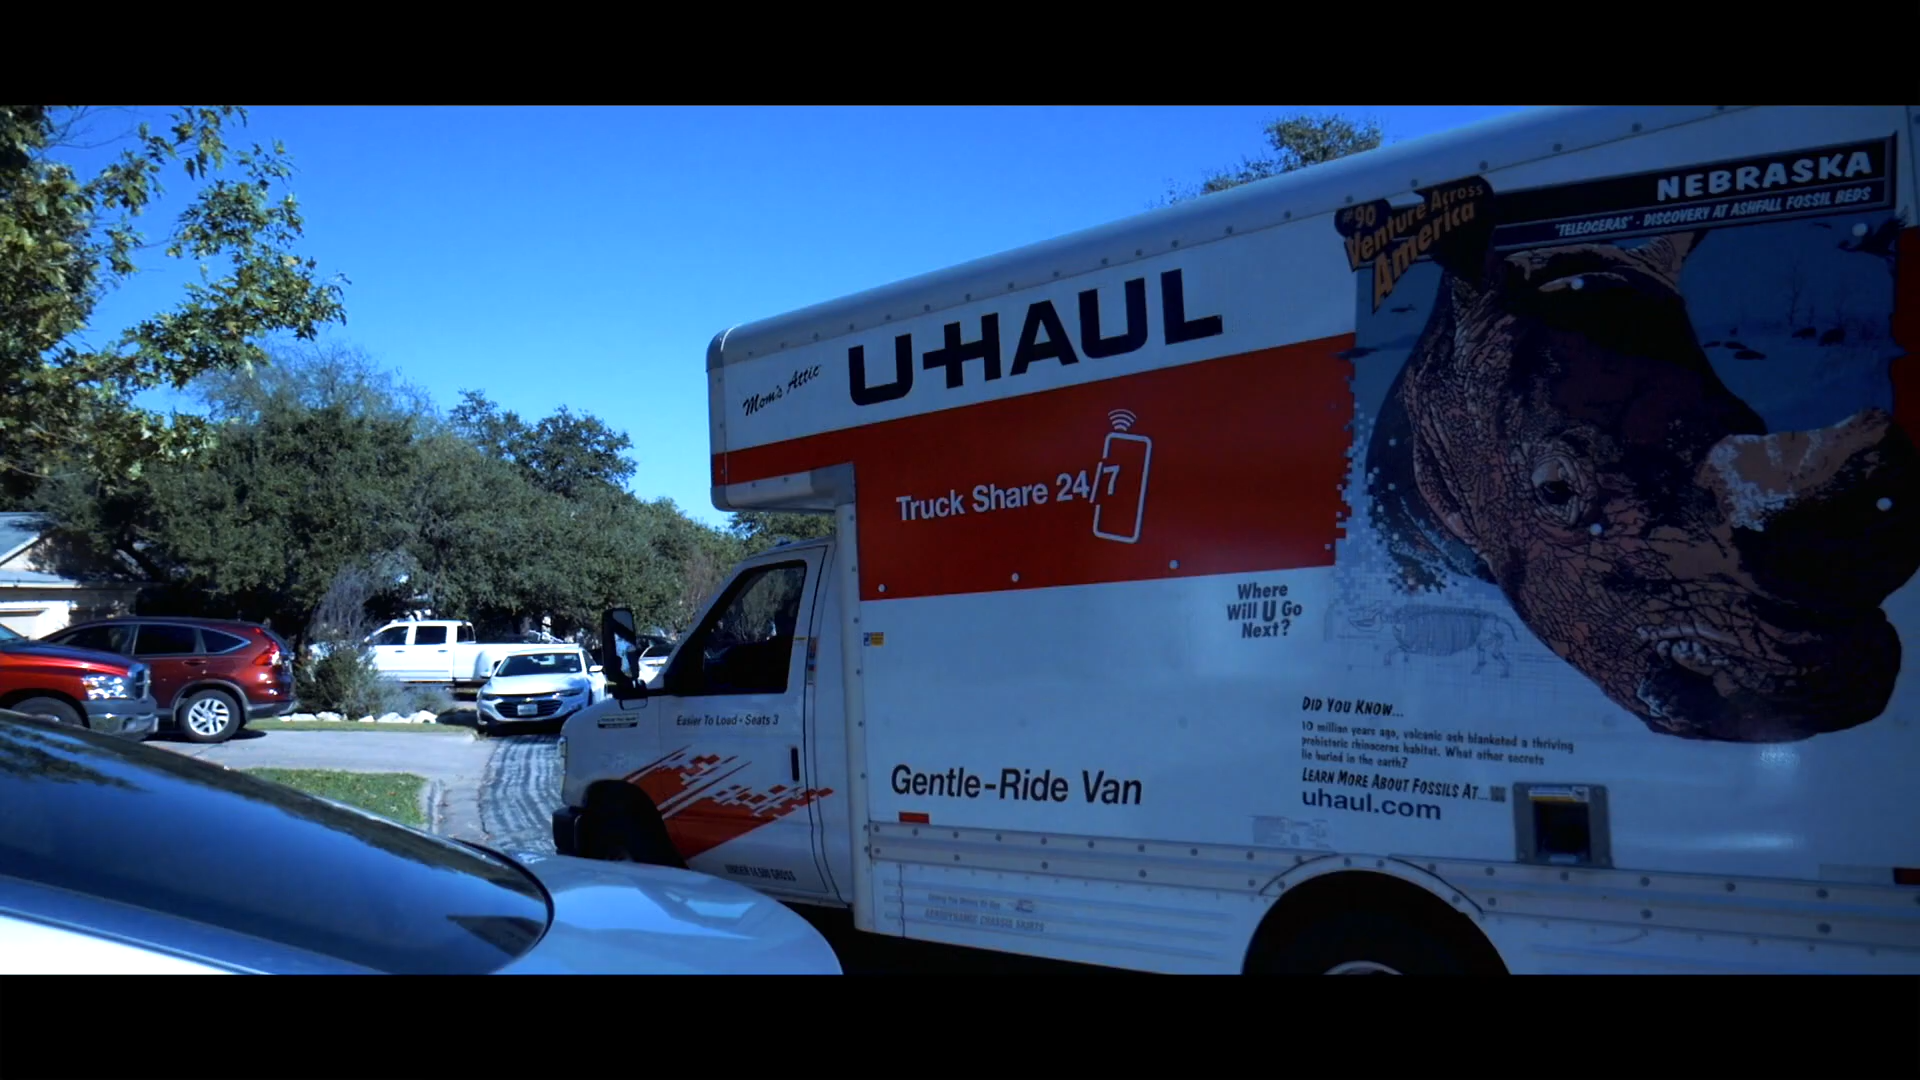 NEBRASKA
"TELEOCERAS" - DISCOVERY AT ASHFALL FOSSIL BEDS
#90
Venture Across
America
U-HAUL
Mom's Attic
Truck Share 24/7
Where
Will U Go
Next?
DID YOU KNOW...
10 million years ago, volcanic ash blanketed a thriving
prehistoric rhinoceros habitat. What other secrets
lie buried in the earth?
LEARN MORE ABOUT FOSSILS AT...
uhaul.com
Easier To Load • Seats 3
Gentle-Ride Van
AERODYNAMIC CHASSIS SKIRTS